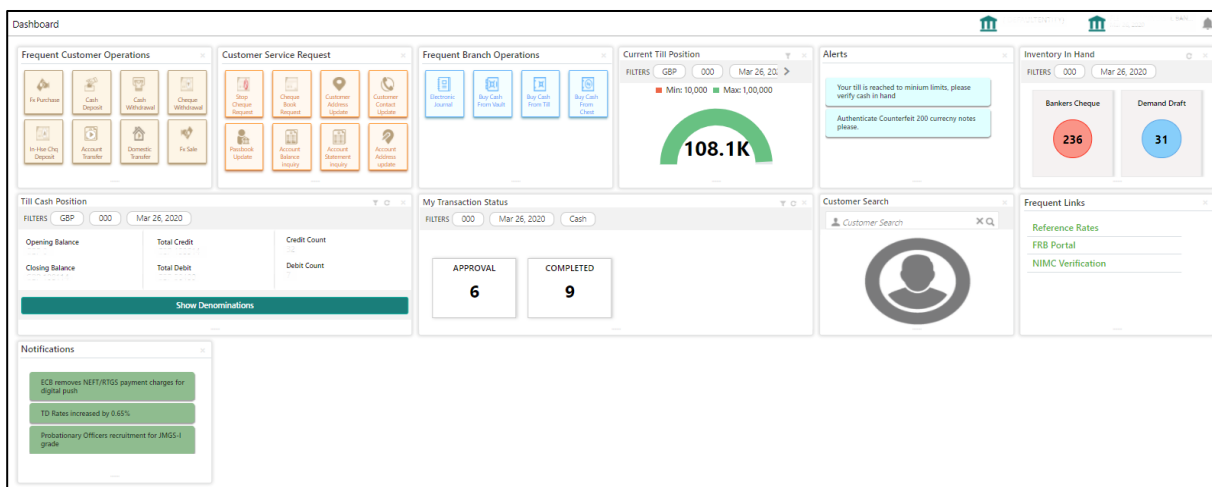 Dashboard
Frequent Customer Operations
Fx Purchase
Cash
Deposit
Cash
Withdrawal
Cheque
Withdrawal
In-Hse Chq
Deposit
Account
Transfer
Domestic
Transfer
Fx Sale
Customer Service Request
Stop
Cheque
Request
Cheque
Book
Request
Customer
Address
Update
Customer
Contact
Update
Passbook
Update
Account
Balance
Inquiry
Account
Statement
Inquiry
Account
Address
update
Frequent Branch Operations
Electronic
Journal
Buy Cash
From Vault
Buy Cash
From Till
Buy Cash
From
Chest
Current Till Position
FILTERS GBP 000 Mar 26, 202
Min: 10,000 Max: 1,00,000
108.1K
Alerts
Your till is reached to minium limits, please
verify cash in hand
Authenticate Counterfeit 200 currecny notes
please.
Inventory In Hand
FILTERS 000 Mar 26, 2020
Bankers Cheque Demand Draft
236 31
Till Cash Position
FILTERS GBP 000 Mar 26, 2020
Opening Balance Total Credit Credit Count
Closing Balance Total Debit Debit Count
Show Denominations
My Transaction Status
FILTERS 000 Mar 26, 2020 Cash
APPROVAL COMPLETED
6 9
Customer Search
Customer Search
Frequent Links
Reference Rates
FRB Portal
NIMC Verification
Notifications
ECB removes NEFT/RTGS payment charges for
digital push
TD Rates increased by 0.65%
Probationary Officers recruitment for JMGS-I
grade